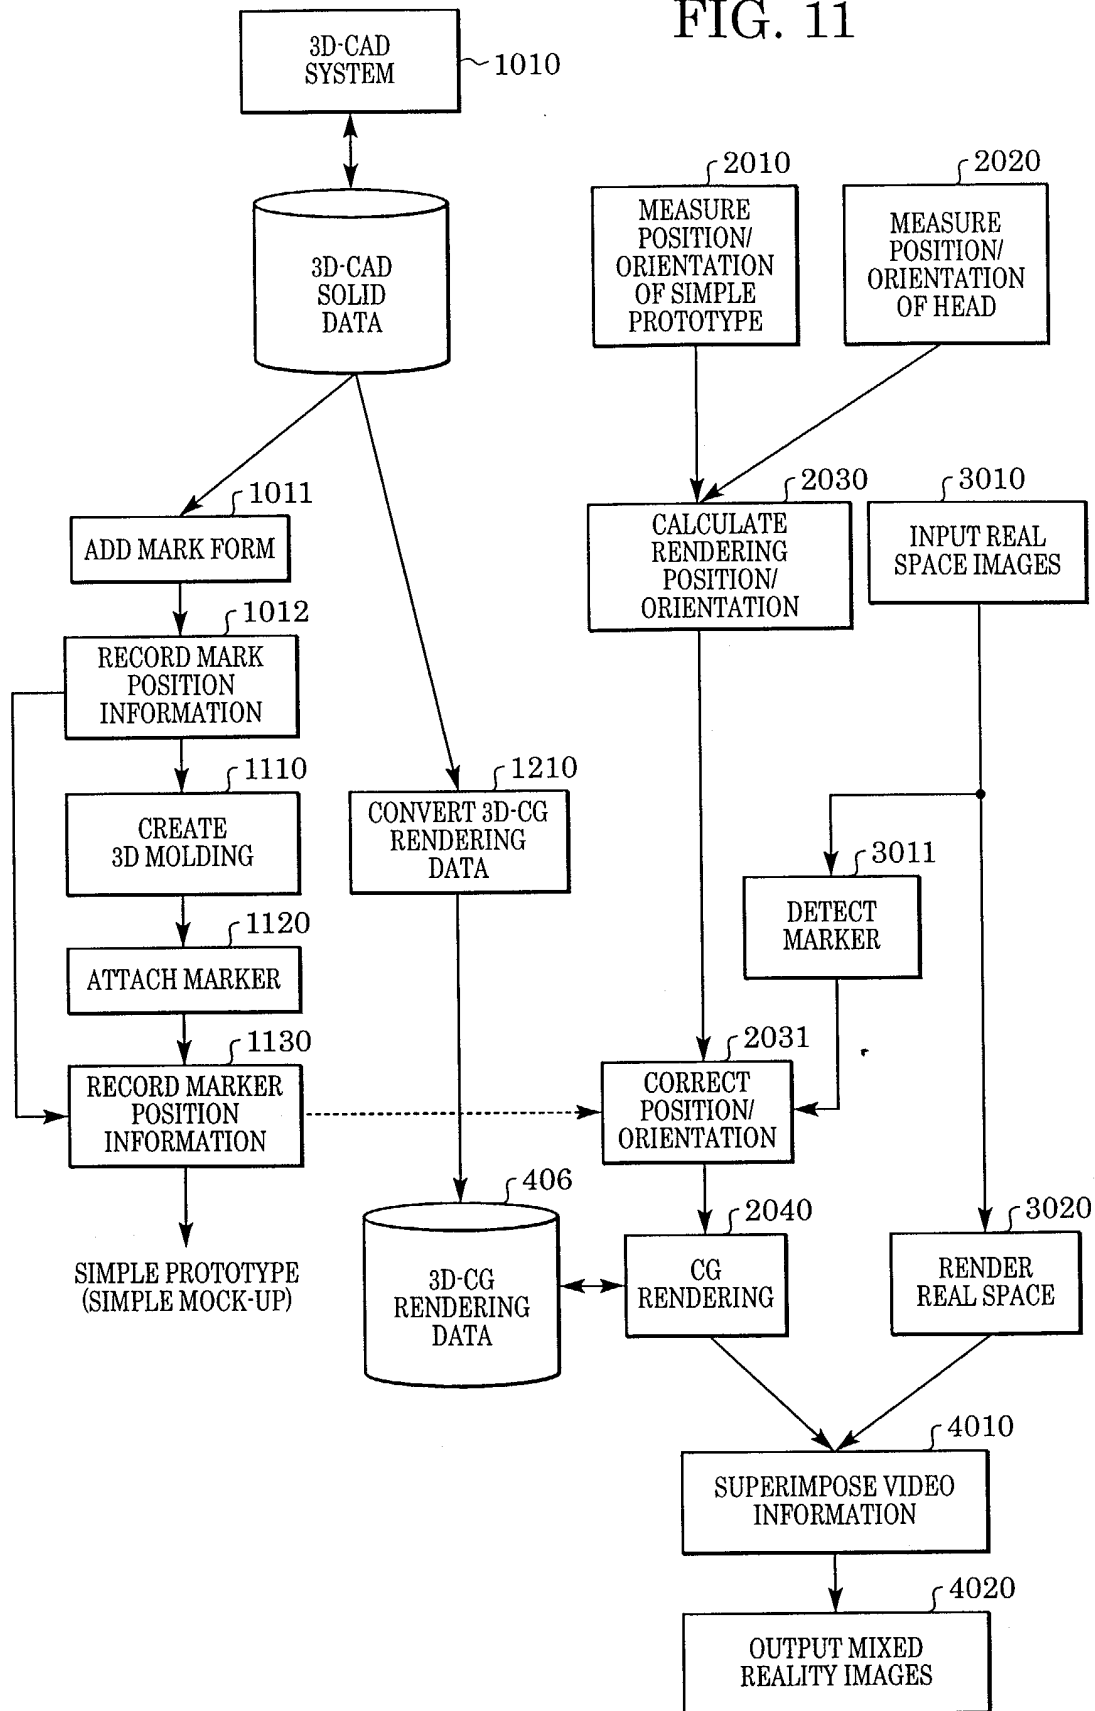 FIG. 11
3D-CAD
SYSTEM
1010
3D-CAD
SOLID
DATA
2010
MEASURE
POSITION/
ORIENTATION
OF SIMPLE
PROTOTYPE
2020
MEASURE
POSITION/
ORIENTATION
OF HEAD
1011
ADD MARK FORM
1012
RECORD MARK
POSITION
INFORMATION
2030
CALCULATE
RENDERING
POSITION/
ORIENTATION
3010
INPUT REAL
SPACE IMAGES
1110
CREATE
3D MOLDING
1210
CONVERT 3D-CG
RENDERING
DATA
3011
DETECT
MARKER
1120
ATTACH MARKER
1130
RECORD MARKER
POSITION
INFORMATION
2031
CORRECT
POSITION/
ORIENTATION
SIMPLE PROTOTYPE
(SIMPLE MOCK-UP)
406
3D-CG
RENDERING
DATA
2040
CG
RENDERING
3020
RENDER
REAL SPACE
4010
SUPERIMPOSE VIDEO
INFORMATION
4020
OUTPUT MIXED
REALITY IMAGES